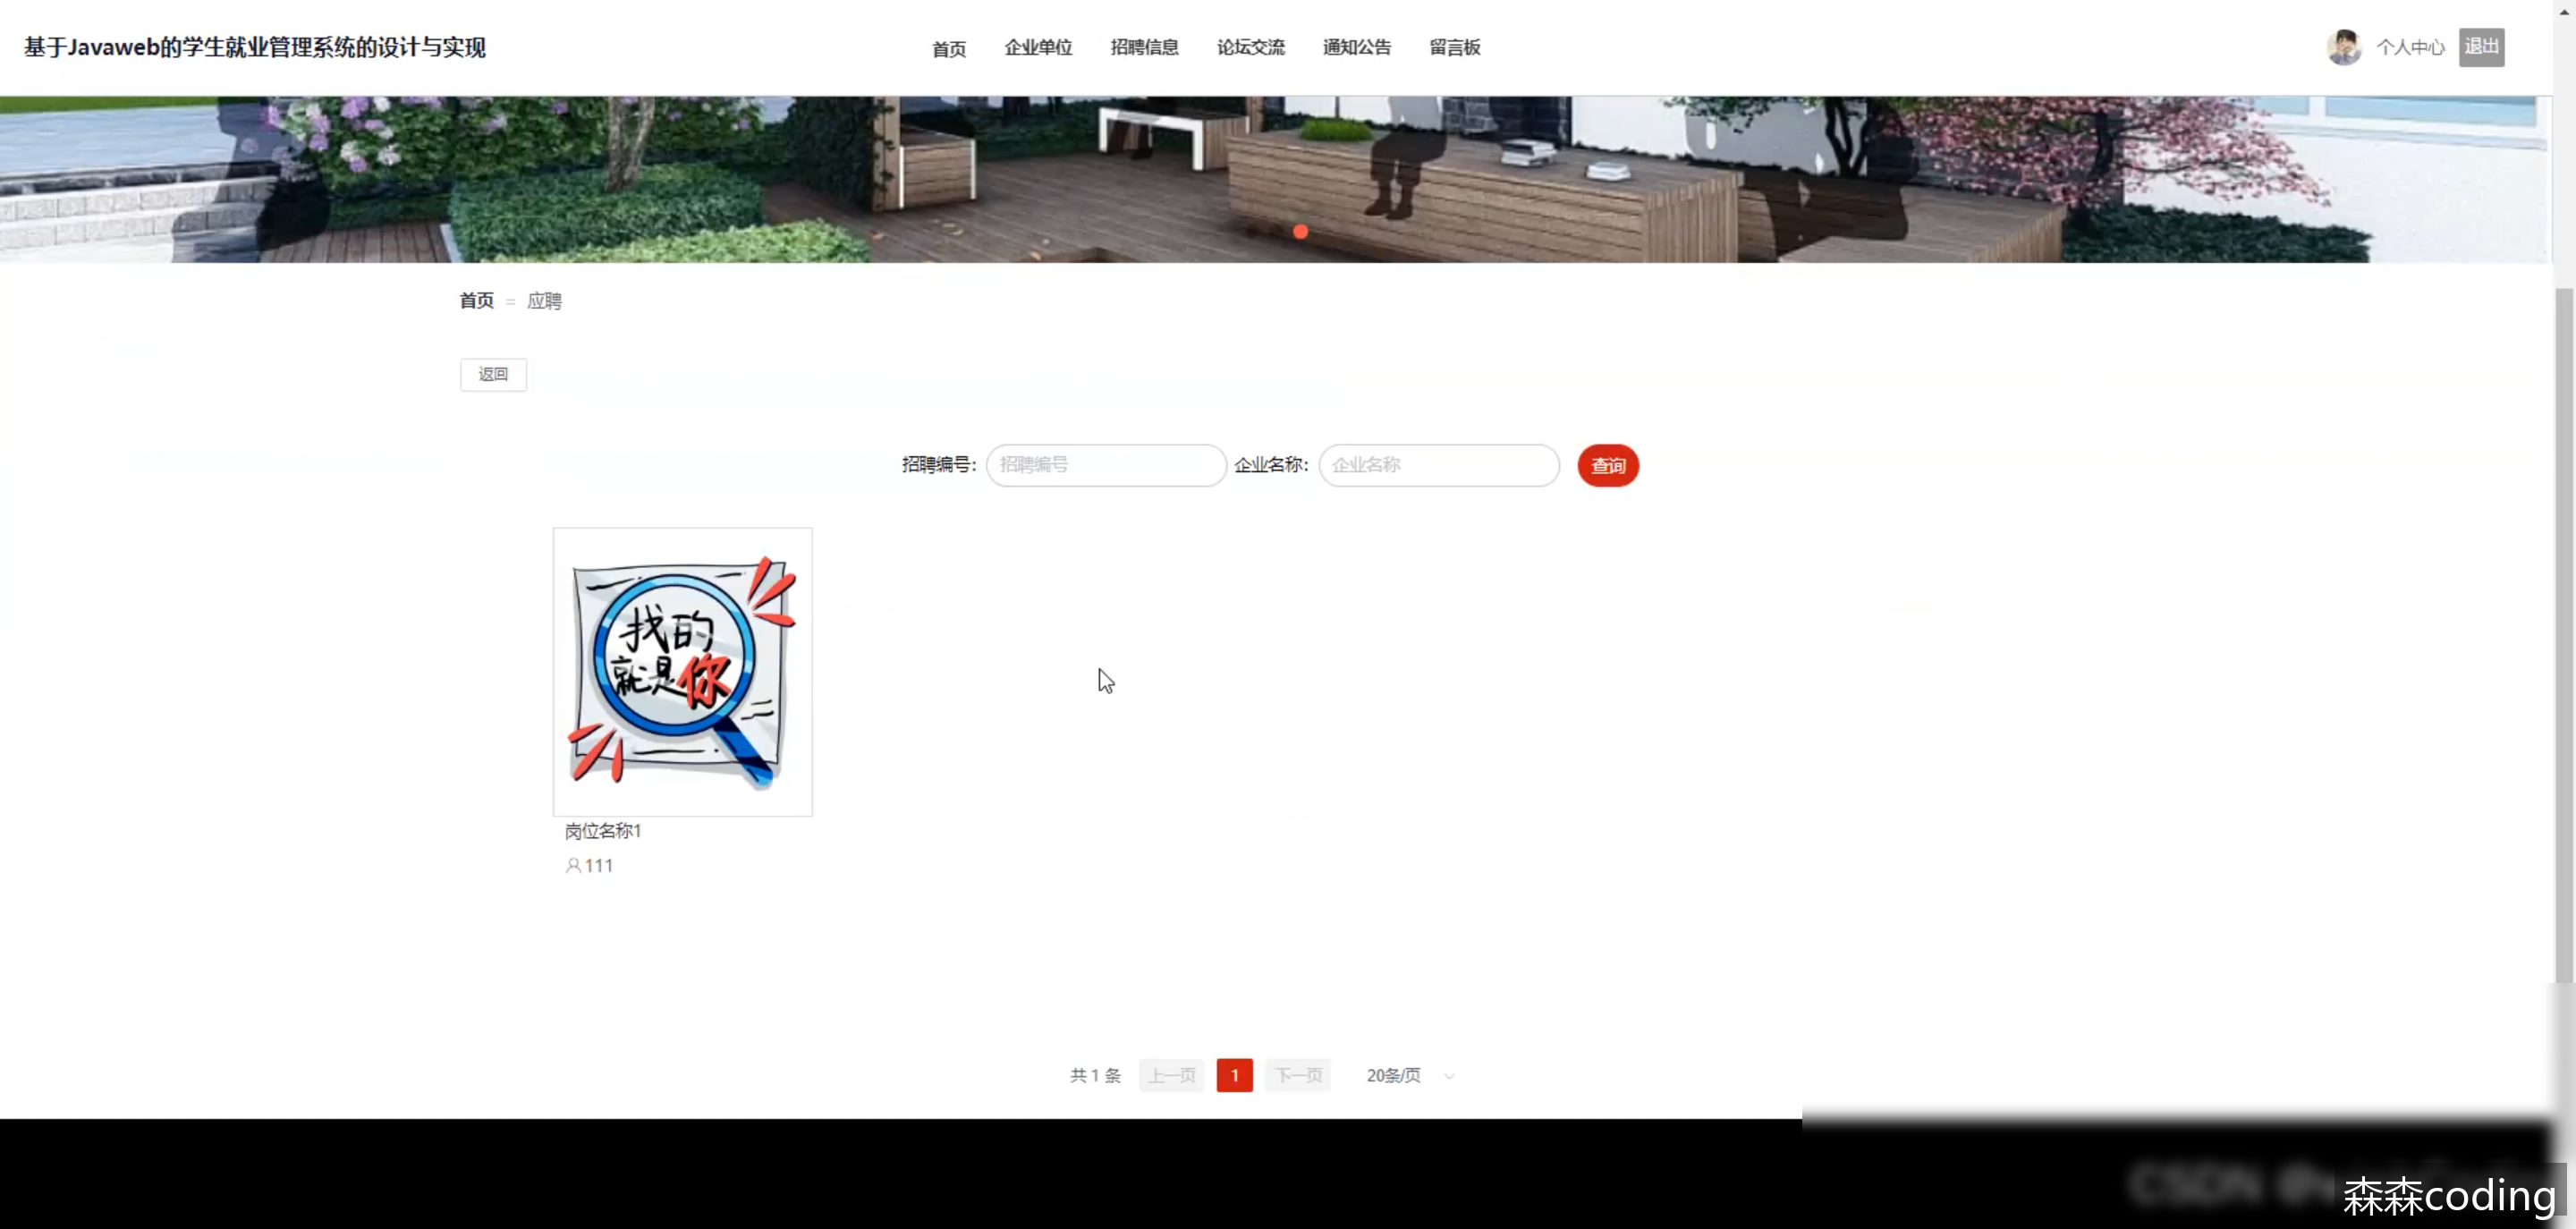 基于Javaweb的学生就业管理系统的设计与实现
首页 企业单位 招聘信息 论坛交流 通知公告 留言板
个人中心 退出
首页 = 应聘
返回
招聘编号: 招聘编号 企业名称: 企业名称 查询
找的
就是你
岗位名称1
111
共 1 条 上一页 1 下一页 20条/页
森森coding